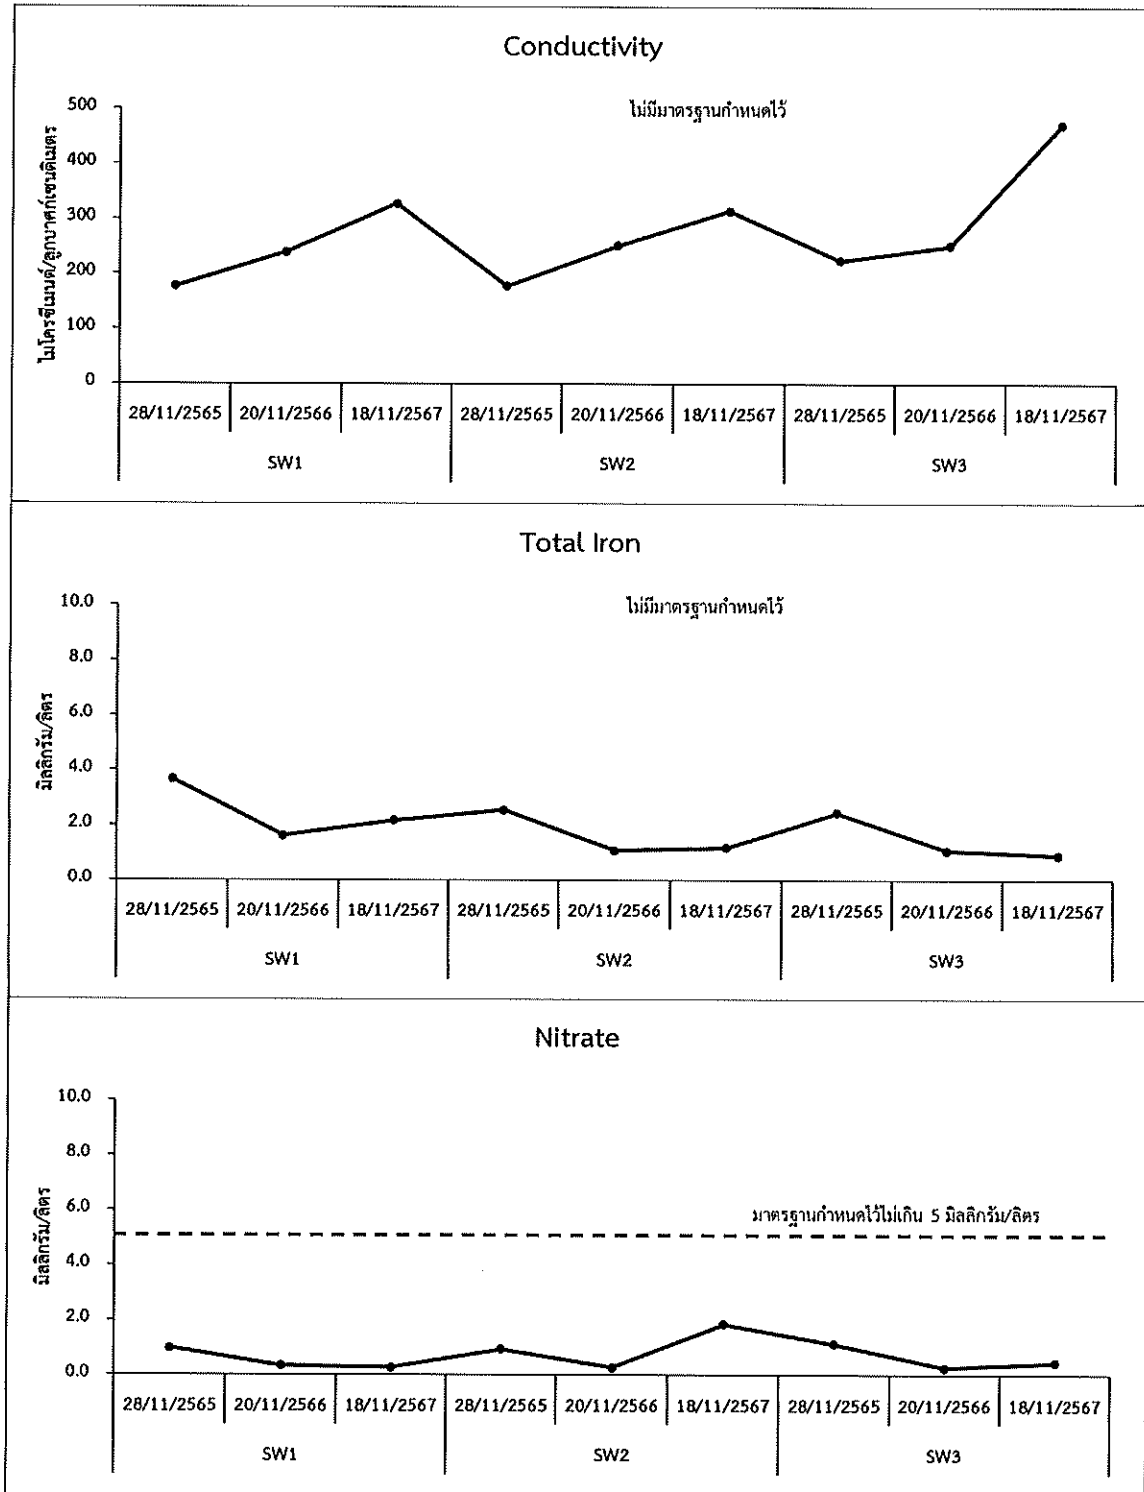 Conductivity
ไม่มีมาตรฐานกำหนดไว้
ไมโครซีเมนต์/ลูกบาศก์เซนติเมตร
500
400
300
200
100
0
28/11/2565 20/11/2566 18/11/2567 28/11/2565 20/11/2566 18/11/2567 28/11/2565 20/11/2566 18/11/2567
SW1 SW2 SW3
Total Iron
ไม่มีมาตรฐานกำหนดไว้
มิลลิกรัม/ลิตร
10.0
8.0
6.0
4.0
2.0
0.0
28/11/2565 20/11/2566 18/11/2567 28/11/2565 20/11/2566 18/11/2567 28/11/2565 20/11/2566 18/11/2567
SW1 SW2 SW3
Nitrate
มิลลิกรัม/ลิตร
10.0
8.0
6.0
มาตรฐานกำหนดไว้ไม่เกิน 5 มิลลิกรัม/ลิตร
4.0
2.0
0.0
28/11/2565 20/11/2566 18/11/2567 28/11/2565 20/11/2566 18/11/2567 28/11/2565 20/11/2566 18/11/2567
SW1 SW2 SW3